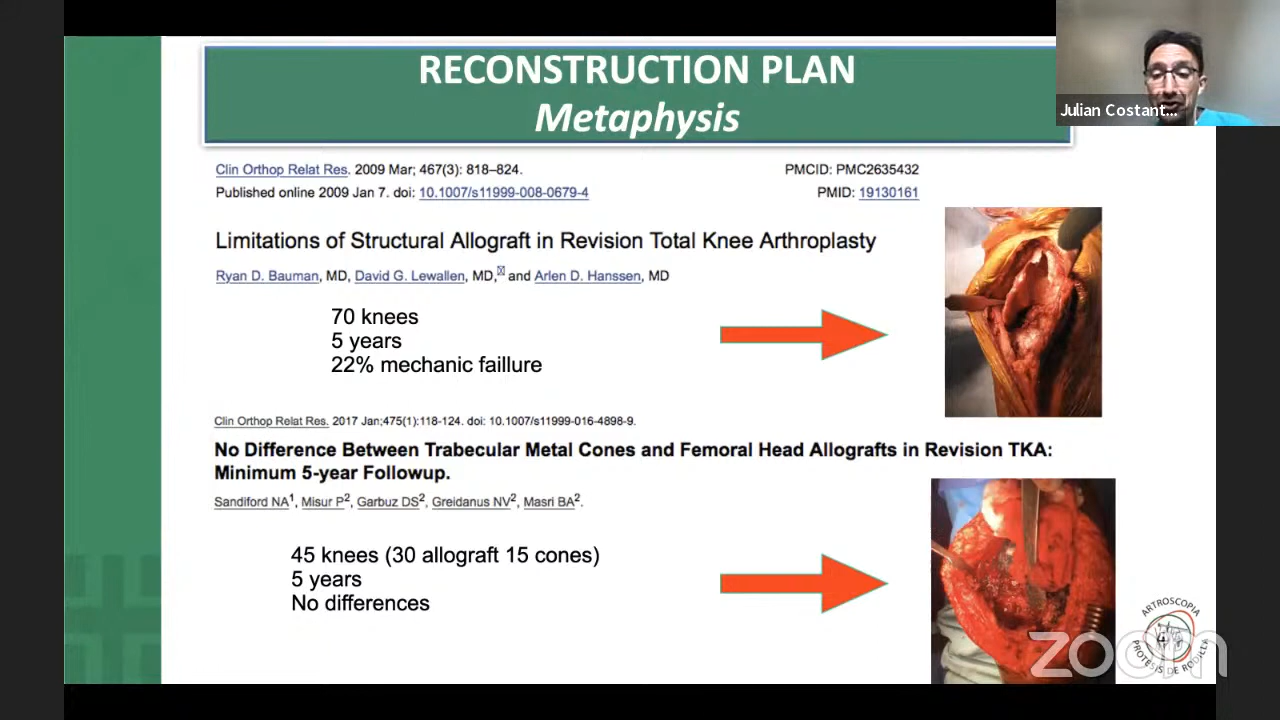 RECONSTRUCTION PLAN
Metaphysis
Julian Costant...
Clin Orthop Relat Res. 2009 Mar; 467(3): 818–824.
PMCID: PMC2635432
Published online 2009 Jan 7. doi: 10.1007/s11999-008-0679-4
PMID: 19130161
Limitations of Structural Allograft in Revision Total Knee Arthroplasty
Ryan D. Bauman, MD, David G. Lewallen, MD, and Arlen D. Hanssen, MD
70 knees
5 years
22% mechanic faillure
Clin Orthop Relat Res. 2017 Jan;475(1):118-124. doi: 10.1007/s11999-016-4898-9.
No Difference Between Trabecular Metal Cones and Femoral Head Allografts in Revision TKA:
Minimum 5-year Followup.
Sandiford NA1, Misur P2, Garbuz DS2, Greidanus NV2, Masri BA2.
45 knees (30 allograft 15 cones)
5 years
No differences
ARTROSCOPIA
PROTESIS DE RODILLA
zoom